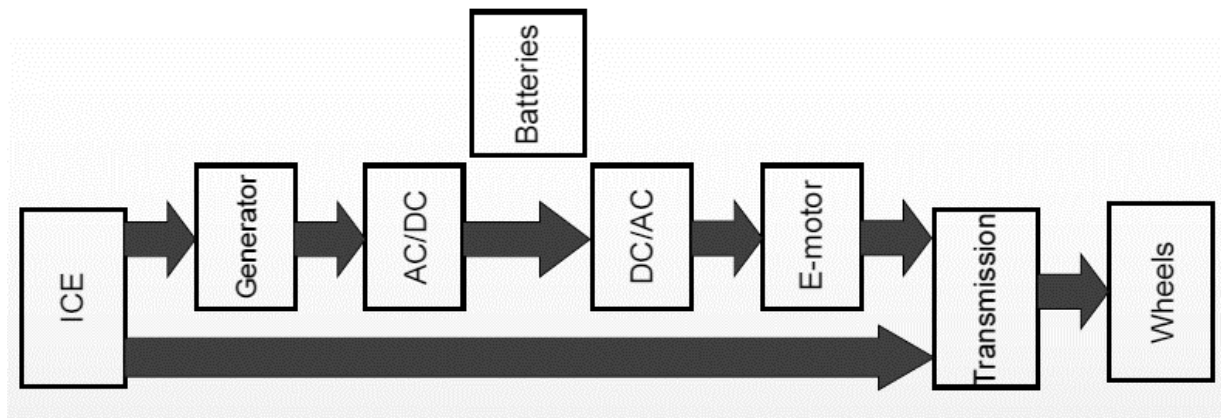 ICE
Generator
AC/DC
Batteries
DC/AC
E-motor
Transmission
Wheels